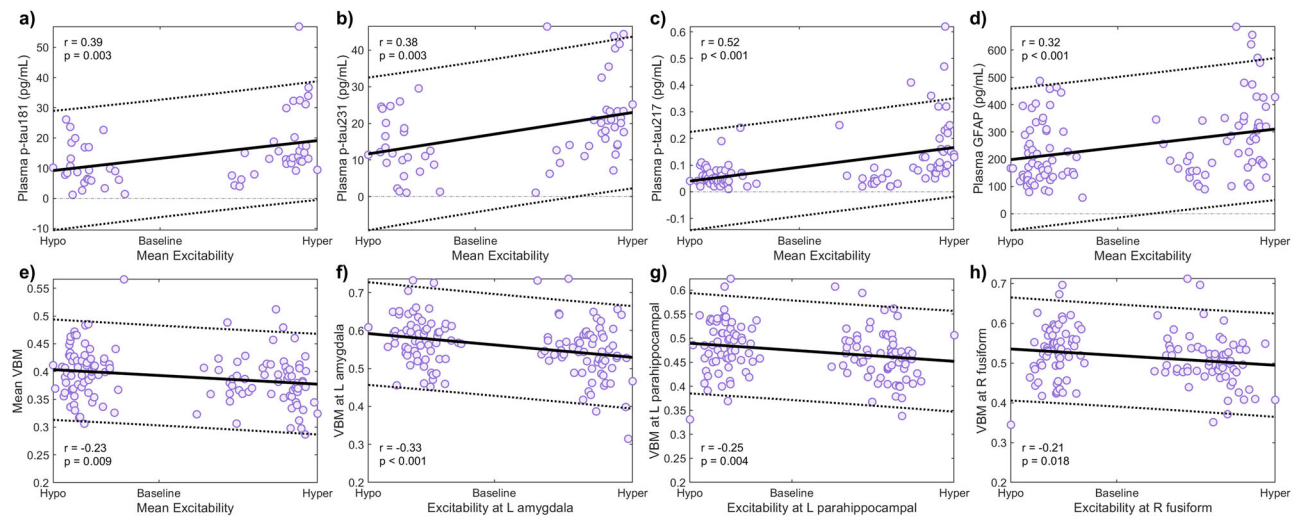 a)
r = 0.39
p = 0.003
Plasma p-tau181 (pg/mL)
50
40
30
20
10
0
-10
Hypo
Baseline
Hyper
Mean Excitability
b)
r = 0.38
p = 0.003
Plasma p-tau231 (pg/mL)
40
30
20
10
0
Hypo
Baseline
Hyper
Mean Excitability
c)
r = 0.52
p < 0.001
Plasma p-tau217 (pg/mL)
0.6
0.5
0.4
0.3
0.2
0.1
0
-0.1
Hypo
Baseline
Hyper
Mean Excitability
d)
r = 0.32
p < 0.001
Plasma GFAP (pg/mL)
600
500
400
300
200
100
0
Hypo
Baseline
Hyper
Mean Excitability
e)
Mean VBM
0.55
0.5
0.45
0.4
0.35
0.3
0.25
0.2
r = -0.23
p = 0.009
Hypo
Baseline
Hyper
Mean Excitability
f)
VBM at L amygdala
0.7
0.6
0.5
0.4
0.3
0.2
r = -0.33
p < 0.001
Hypo
Baseline
Hyper
Excitability at L amygdala
g)
VBM at L parahippocampal
0.6
0.55
0.5
0.45
0.4
0.35
0.3
0.25
0.2
r = -0.25
p = 0.004
Hypo
Baseline
Hyper
Excitability at L parahippocampal
h)
VBM at R fusiform
0.7
0.6
0.5
0.4
0.3
0.2
r = -0.21
p = 0.018
Hypo
Baseline
Hyper
Excitability at R fusiform